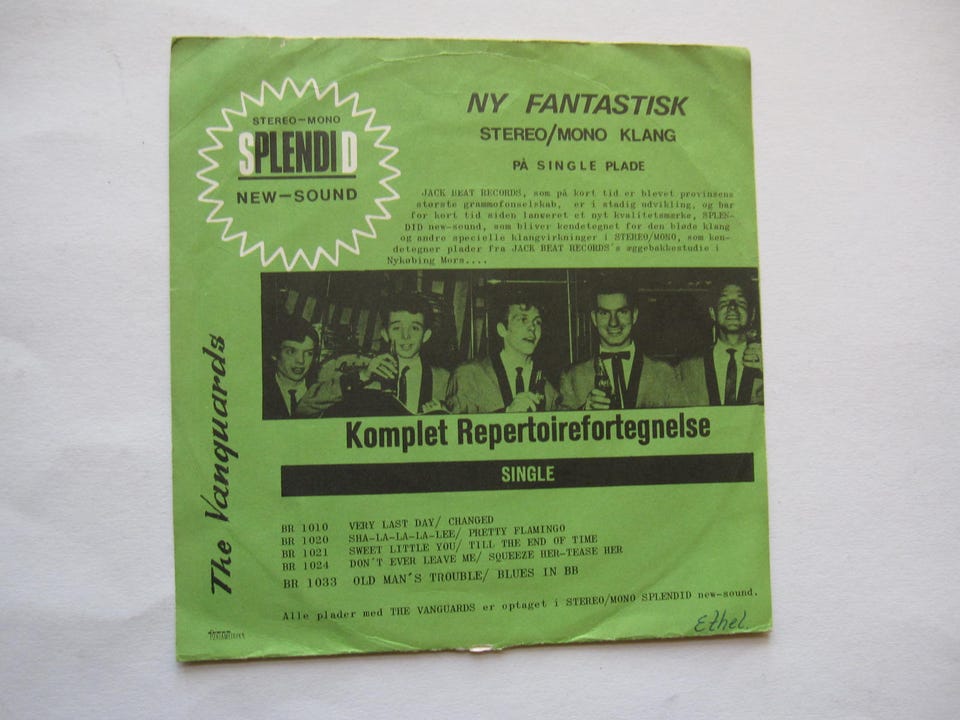 STEREO-MONO
SPLENDID
NEW-SOUND
NY FANTASTISK
STEREO/MONO KLANG
PÅ SINGLE PLADE
JACK BEAT RECORDS, som på kort tid er blevet provinsens
største grammofonselskab, er i stadig udvikling, og har
for kort tid siden lanseret et nyt kvalitetsmærke, SPLEN-
DID new-sound, som bliver kendetegnet for den bløde klang
og andre specielle klangvirkninger i STEREO/MONO, som ken-
detegner plader fra JACK BEAT RECORDS's æggebakkestudie i
Nykøbing Mors....
The Vanguards
Komplet Repertoirefortegnelse
SINGLE
BR 1010 VERY LAST DAY/ CHANGED
BR 1020 SHA-LA-LA-LA-LEE/ PRETTY FLAMINGO
BR 1021 SWEET LITTLE YOU/ TILL THE END OF TIME
BR 1024 DON'T EVER LEAVE ME/ SQUEEZE HER-TEASE HER
BR 1033 OLD MAN'S TROUBLE/ BLUES IN BB
Alle plader med THE VANGUARDS er optaget i STEREO/MONO SPLENDID new-sound.
Ethel.